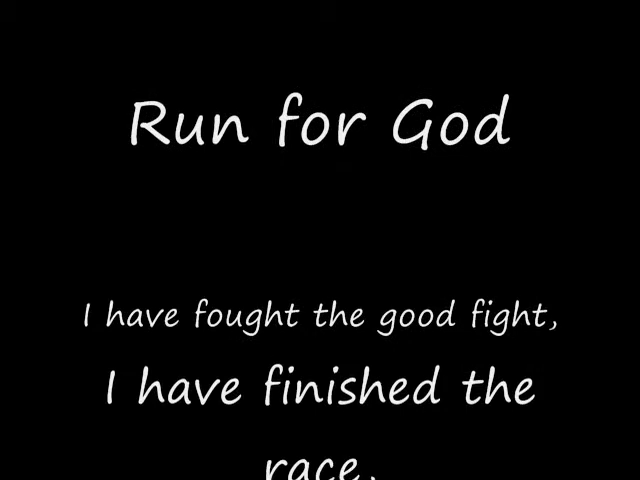 Run for God
I have fought the good fight,
I have finished the
race,